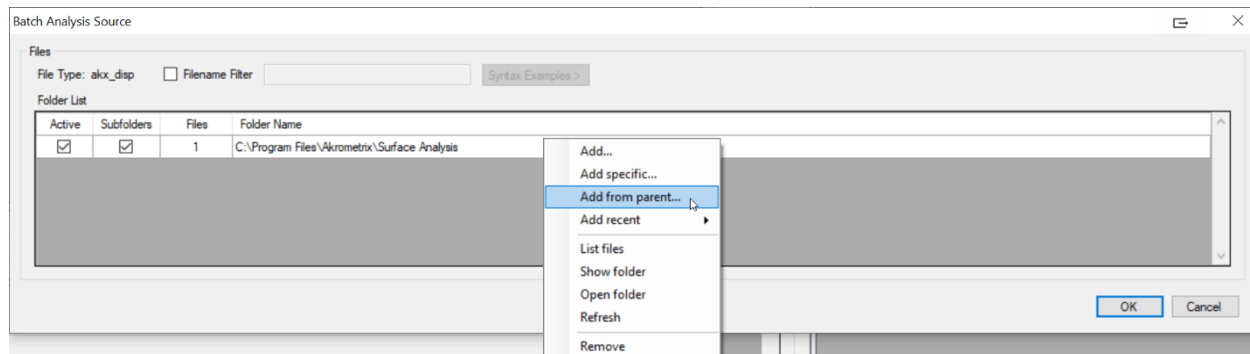 Batch Analysis Source
Files
File Type: akx_disp Filename Filter Syntax Examples >
Folder List
Active Subfolders Files Folder Name
1 C:\Program Files\Akrometrix\Surface Analysis
Add...
Add specific...
Add from parent...
Add recent
List files
Show folder
Open folder
Refresh
Remove
OK Cancel